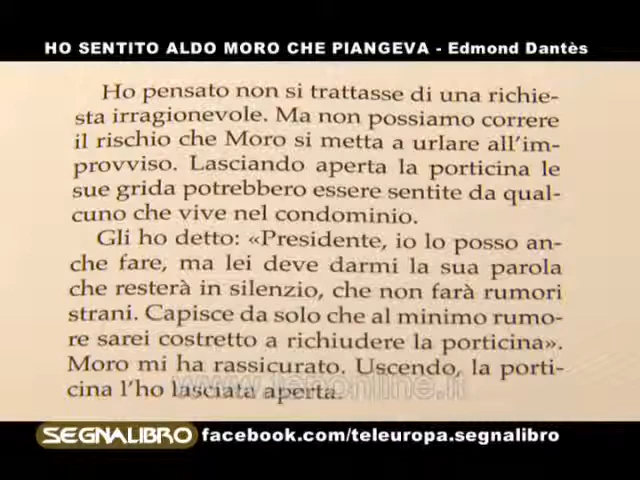 HO SENTITO ALDO MORO CHE PIANGEVA - Edmond Dantès
Ho pensato non si trattasse di una richie-
sta irragionevole. Ma non possiamo correre
il rischio che Moro si metta a urlare all'im-
provviso. Lasciando aperta la porticina le
sue grida potrebbero essere sentite da qual-
cuno che vive nel condominio.
Gli ho detto: «Presidente, io lo posso an-
che fare, ma lei deve darmi la sua parola
che resterà in silenzio, che non farà rumori
strani. Capisce da solo che al minimo rumo-
re sarei costretto a richiudere la porticina».
Moro mi ha rassicurato. Uscendo, la porti-
cina l'ho lasciata aperta.
SEGNALIBRO facebook.com/teleuropa.segnalibro